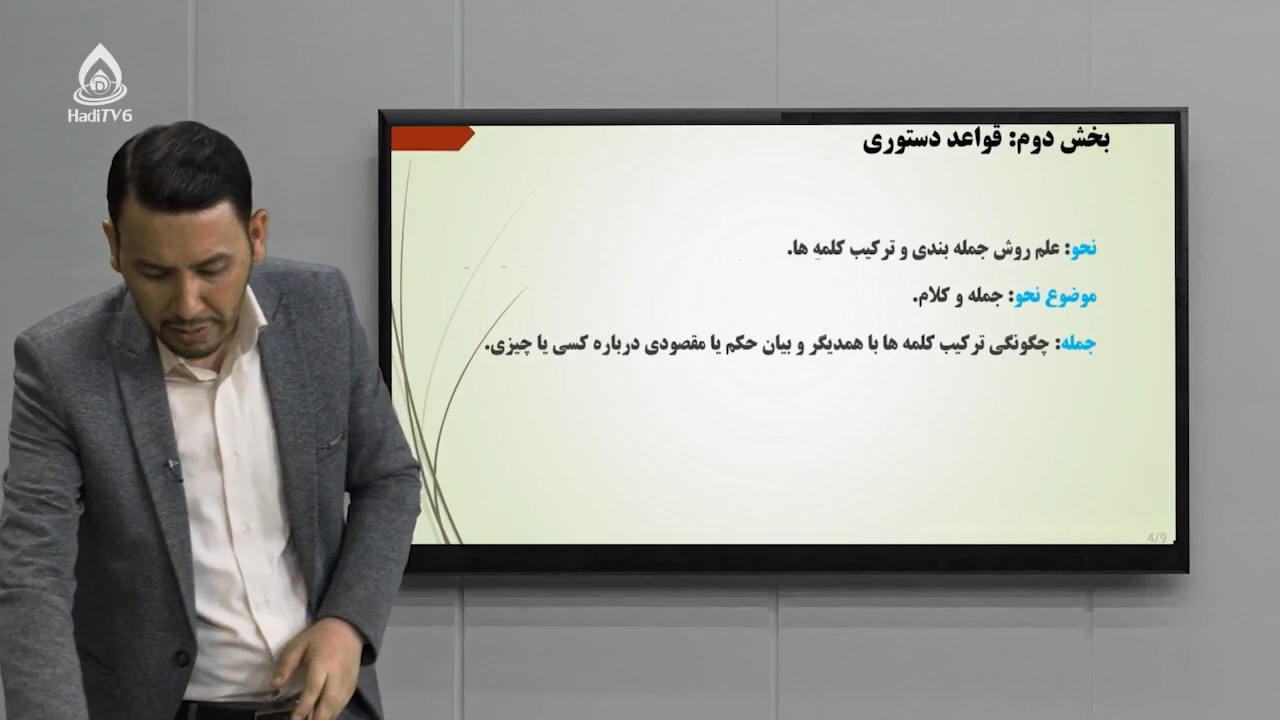 HadiTV6
بخش دوم: قواعد دستوری
نحو: علم روش جمله بندی و ترکیب کلمه ها.
موضوع نحو: جمله و کلام.
جمله: چگونگی ترکیب کلمه ها با همدیگر و بیان حکم یا مقصودی درباره کسی یا چیزی.
4/9